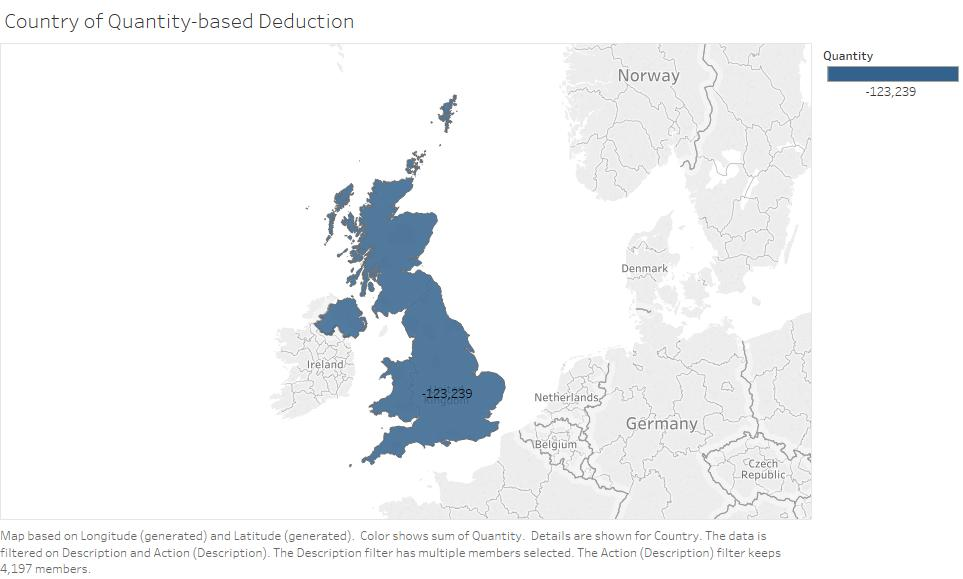 Country of Quantity-based Deduction
Quantity
-123,239
Norway
Denmark
Ireland
-123,239
Kingdom
Netherlands
Belgium
Germany
Czech
Republic
Map based on Longitude (generated) and Latitude (generated).  Color shows sum of Quantity.  Details are shown for Country. The data is
filtered on Description and Action (Description). The Description filter has multiple members selected. The Action (Description) filter keeps
4,197 members.